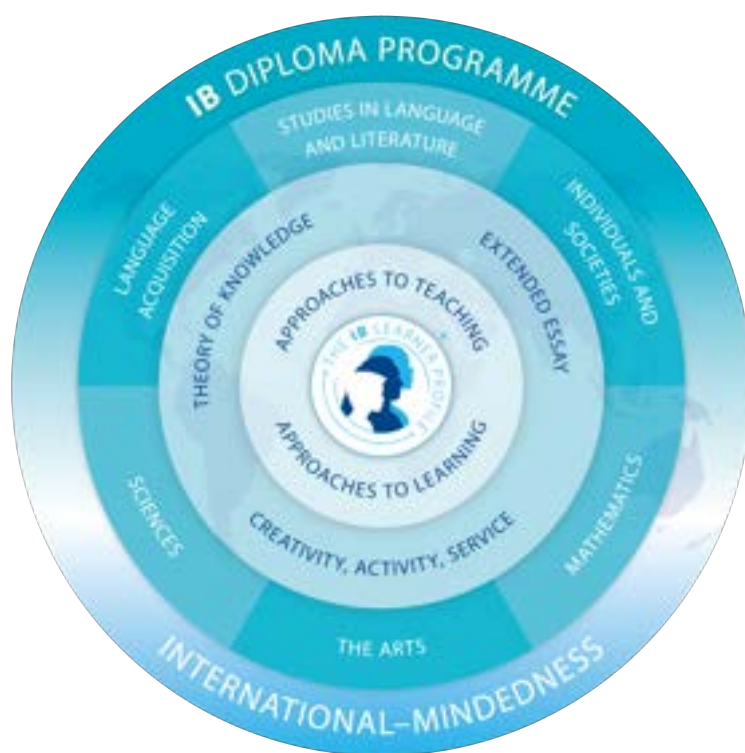 IB DIPLOMA PROGRAMME
STUDIES IN LANGUAGE
AND LITERATURE
LANGUAGE
ACQUISITION
INDIVIDUALS AND
SOCIETIES
THEORY OF KNOWLEDGE
EXTENDED ESSAY
APPROACHES TO TEACHING
THE IB LEARNER PROFILE
APPROACHES TO LEARNING
SCIENCES
MATHEMATICS
CREATIVITY, ACTIVITY, SERVICE
THE ARTS
INTERNATIONAL–MINDEDNESS